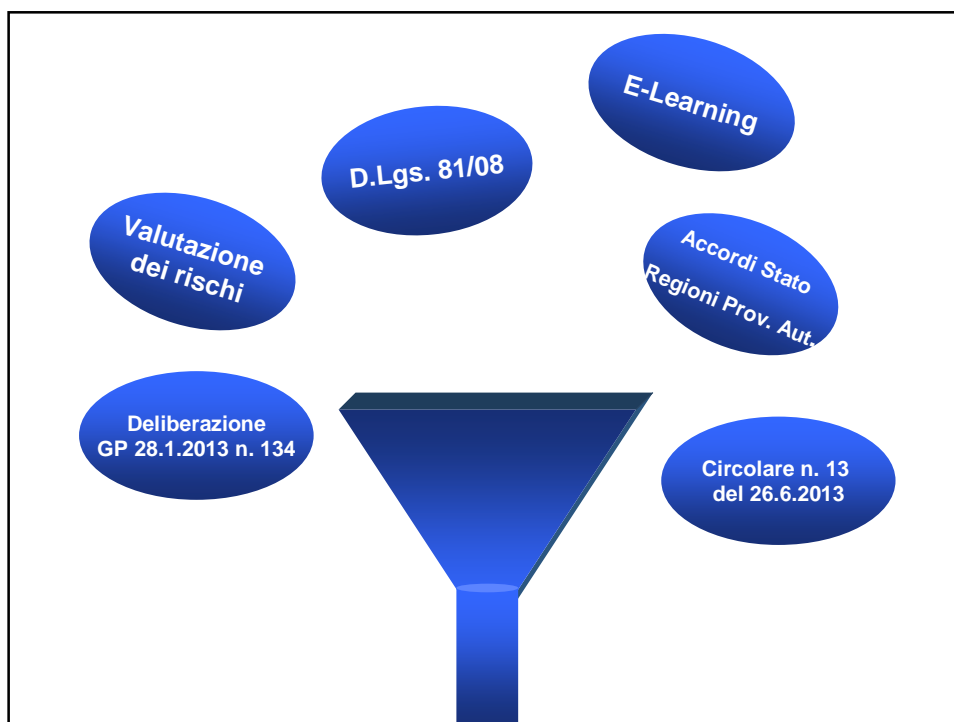 E-Learning
D.Lgs. 81/08
Valutazione
dei rischi
Accordi Stato
Regioni Prov. Aut.
Deliberazione
GP 28.1.2013 n. 134
Circolare n. 13
del 26.6.2013